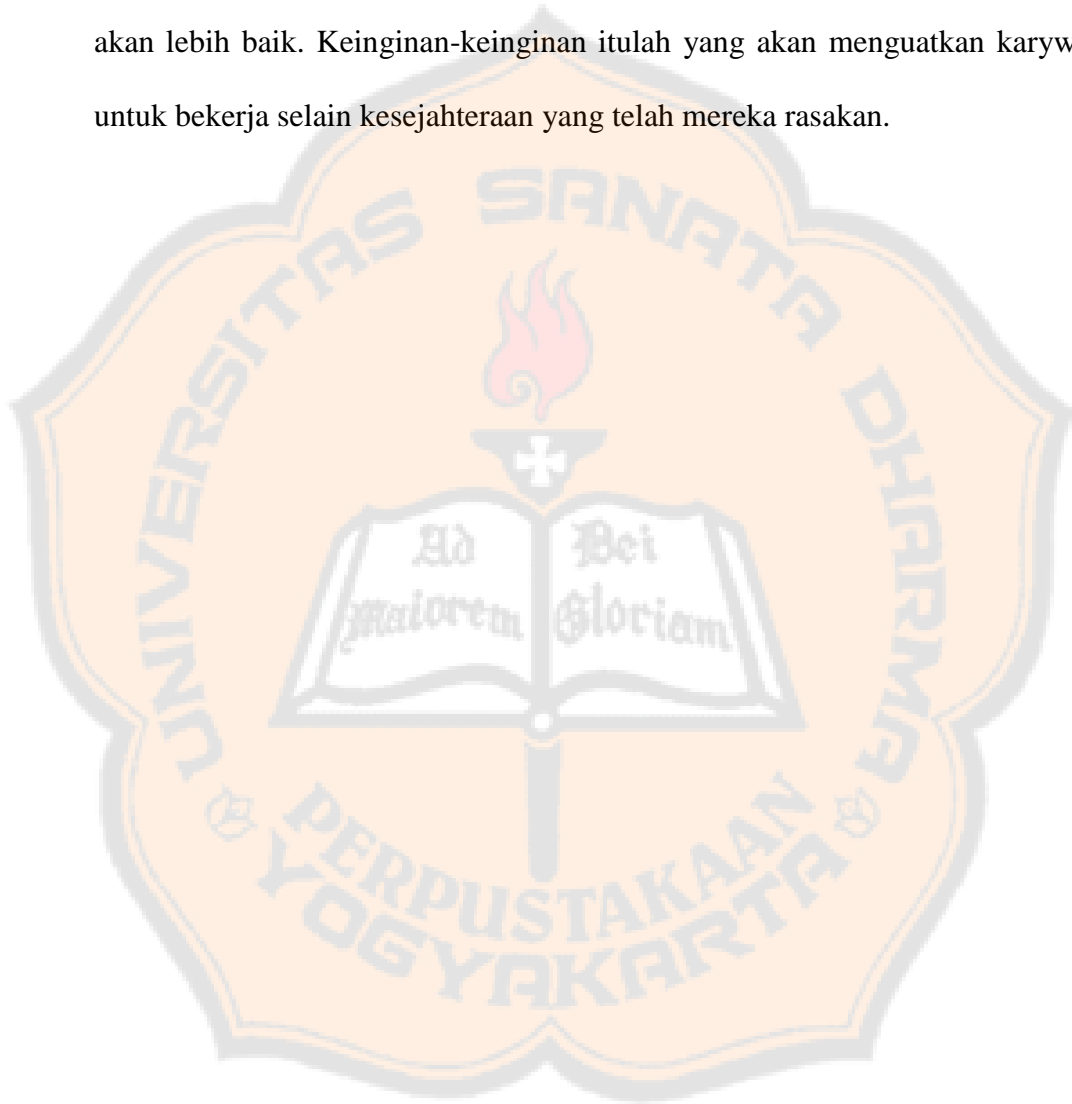 akan lebih baik. Keinginan-keinginan itulah yang akan menguatkan karyw
untuk bekerja selain kesejahteraan yang telah mereka rasakan.
UNIVERSITAS SANATA DHARMA
Ad Dei
Maiorem Gloriam
PERPUSTAKAAN
YOGYAKARTA